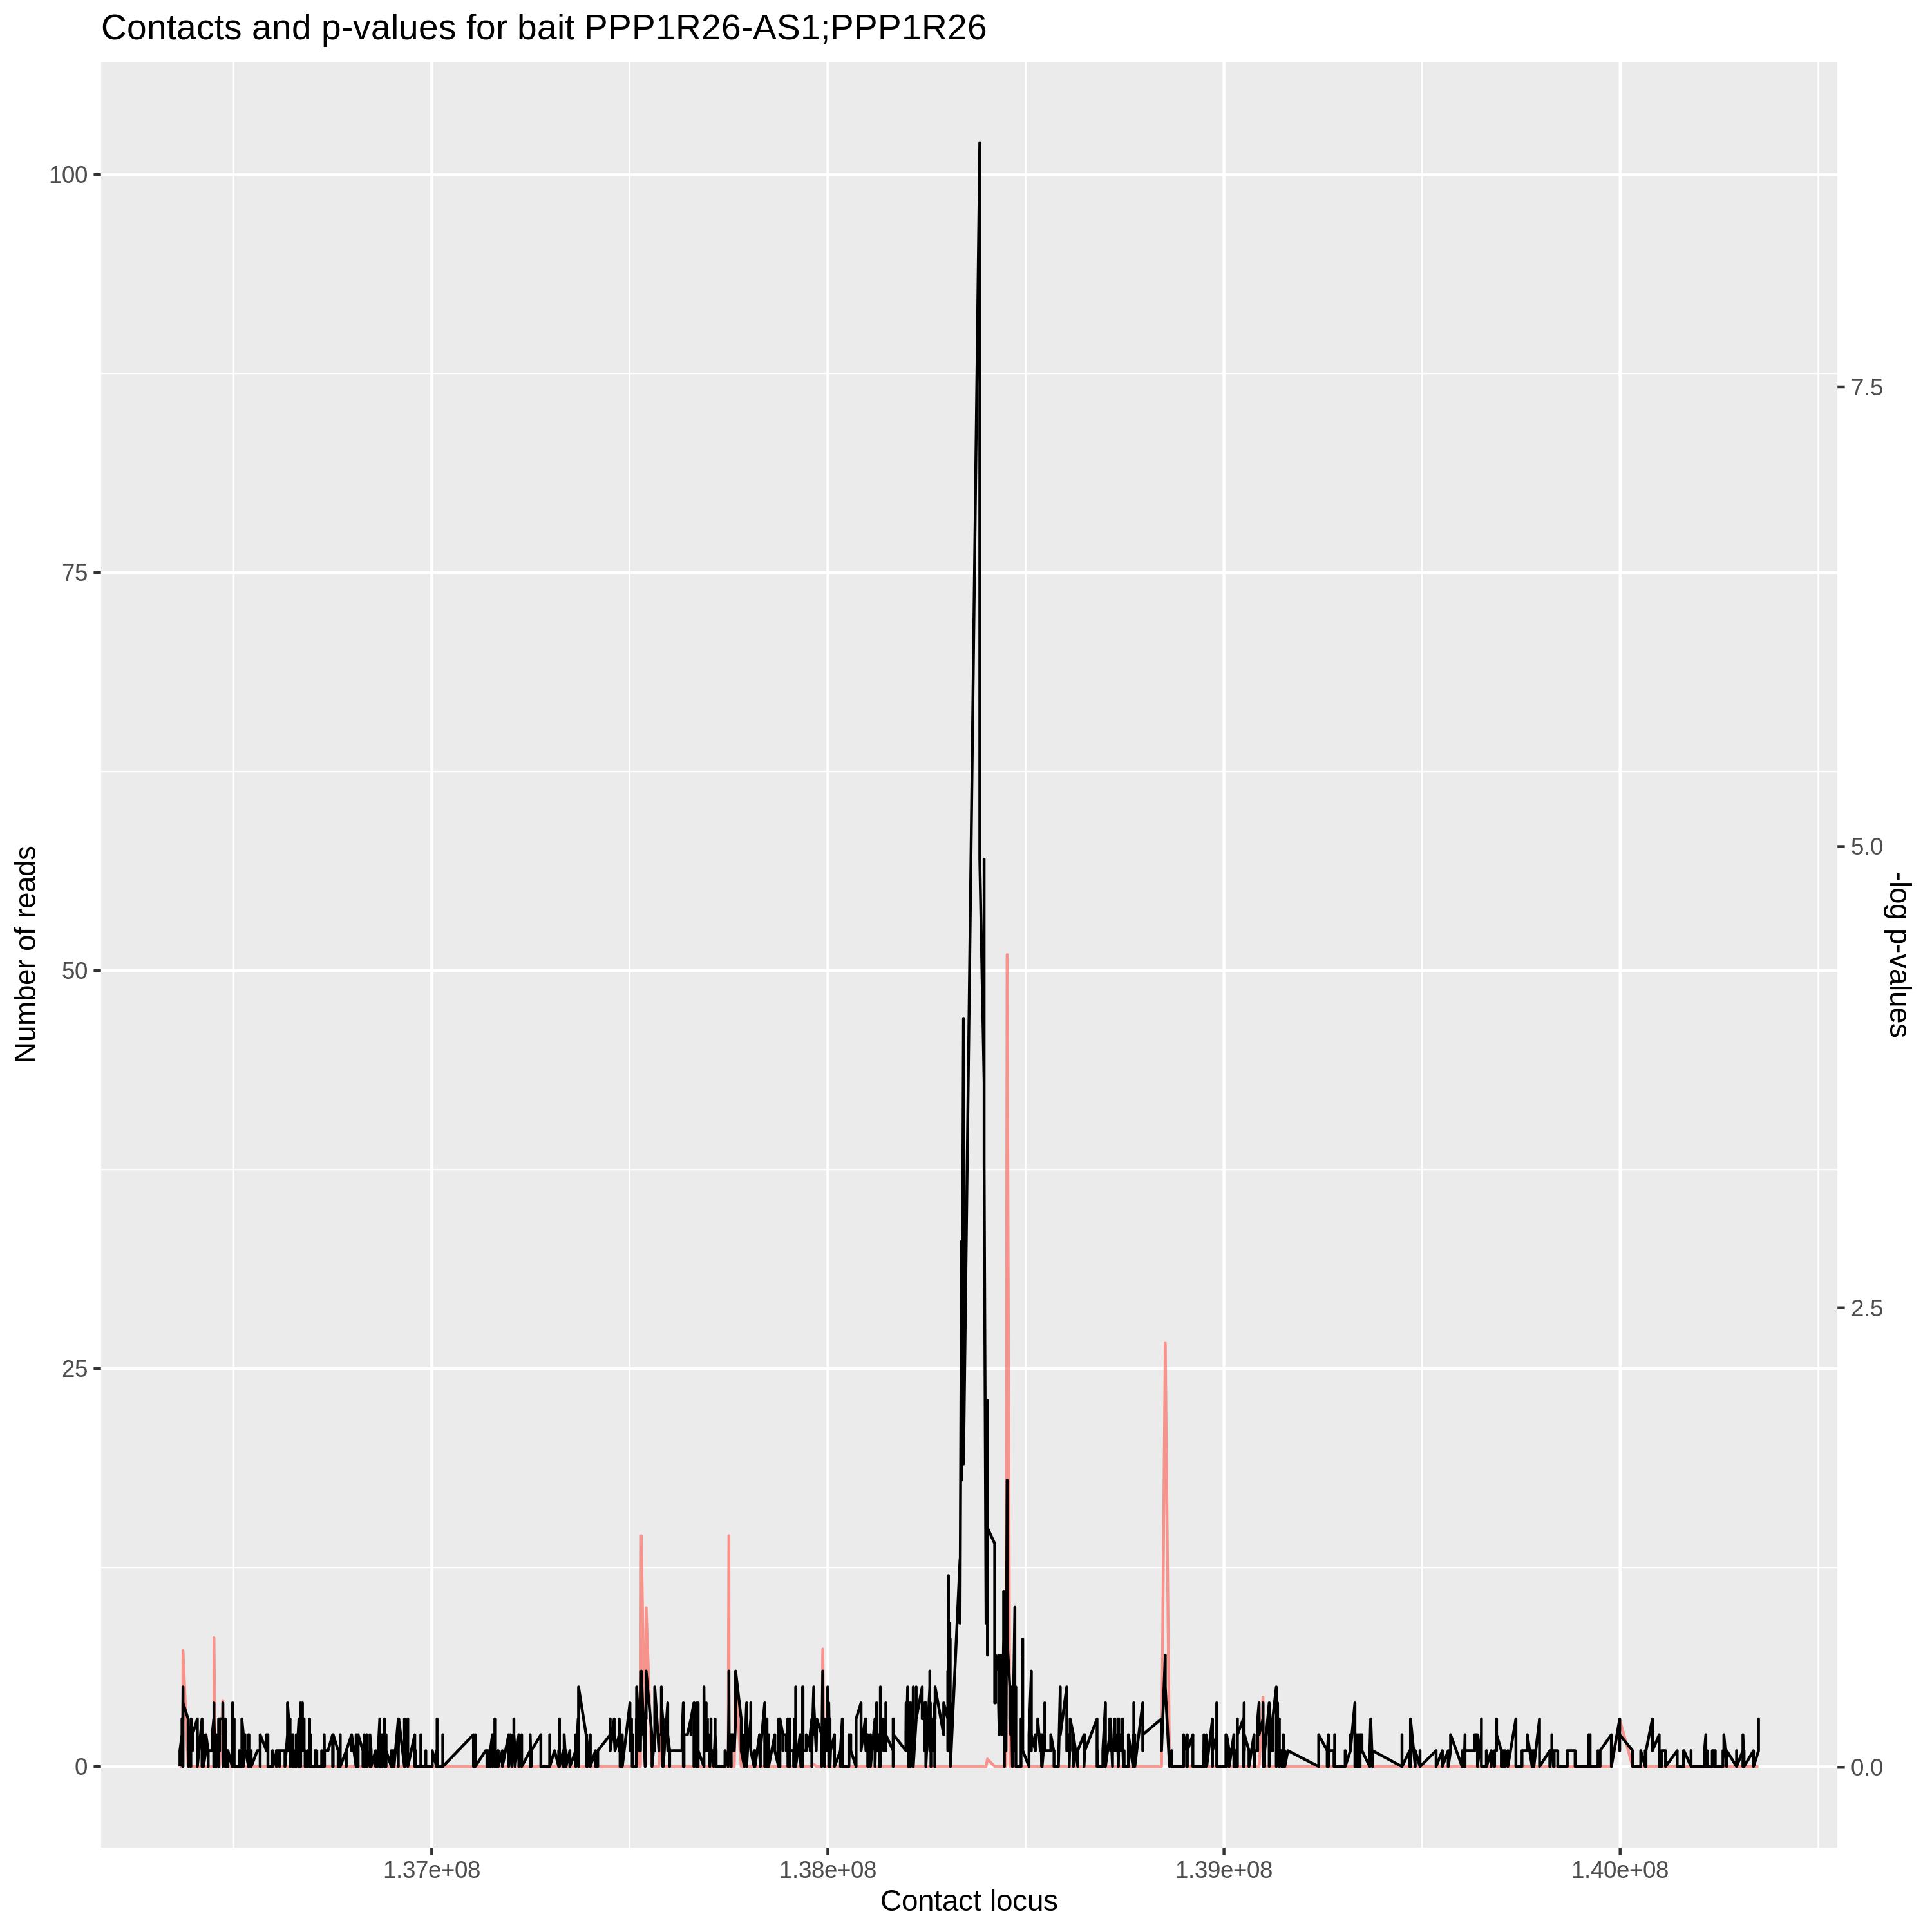 Contacts and p-values for bait PPP1R26-AS1;PPP1R26
100
75
50
25
0
Number of reads
7.5
5.0
2.5
0.0
-log p-values
1.37e+08
1.38e+08
1.39e+08
1.40e+08
Contact locus